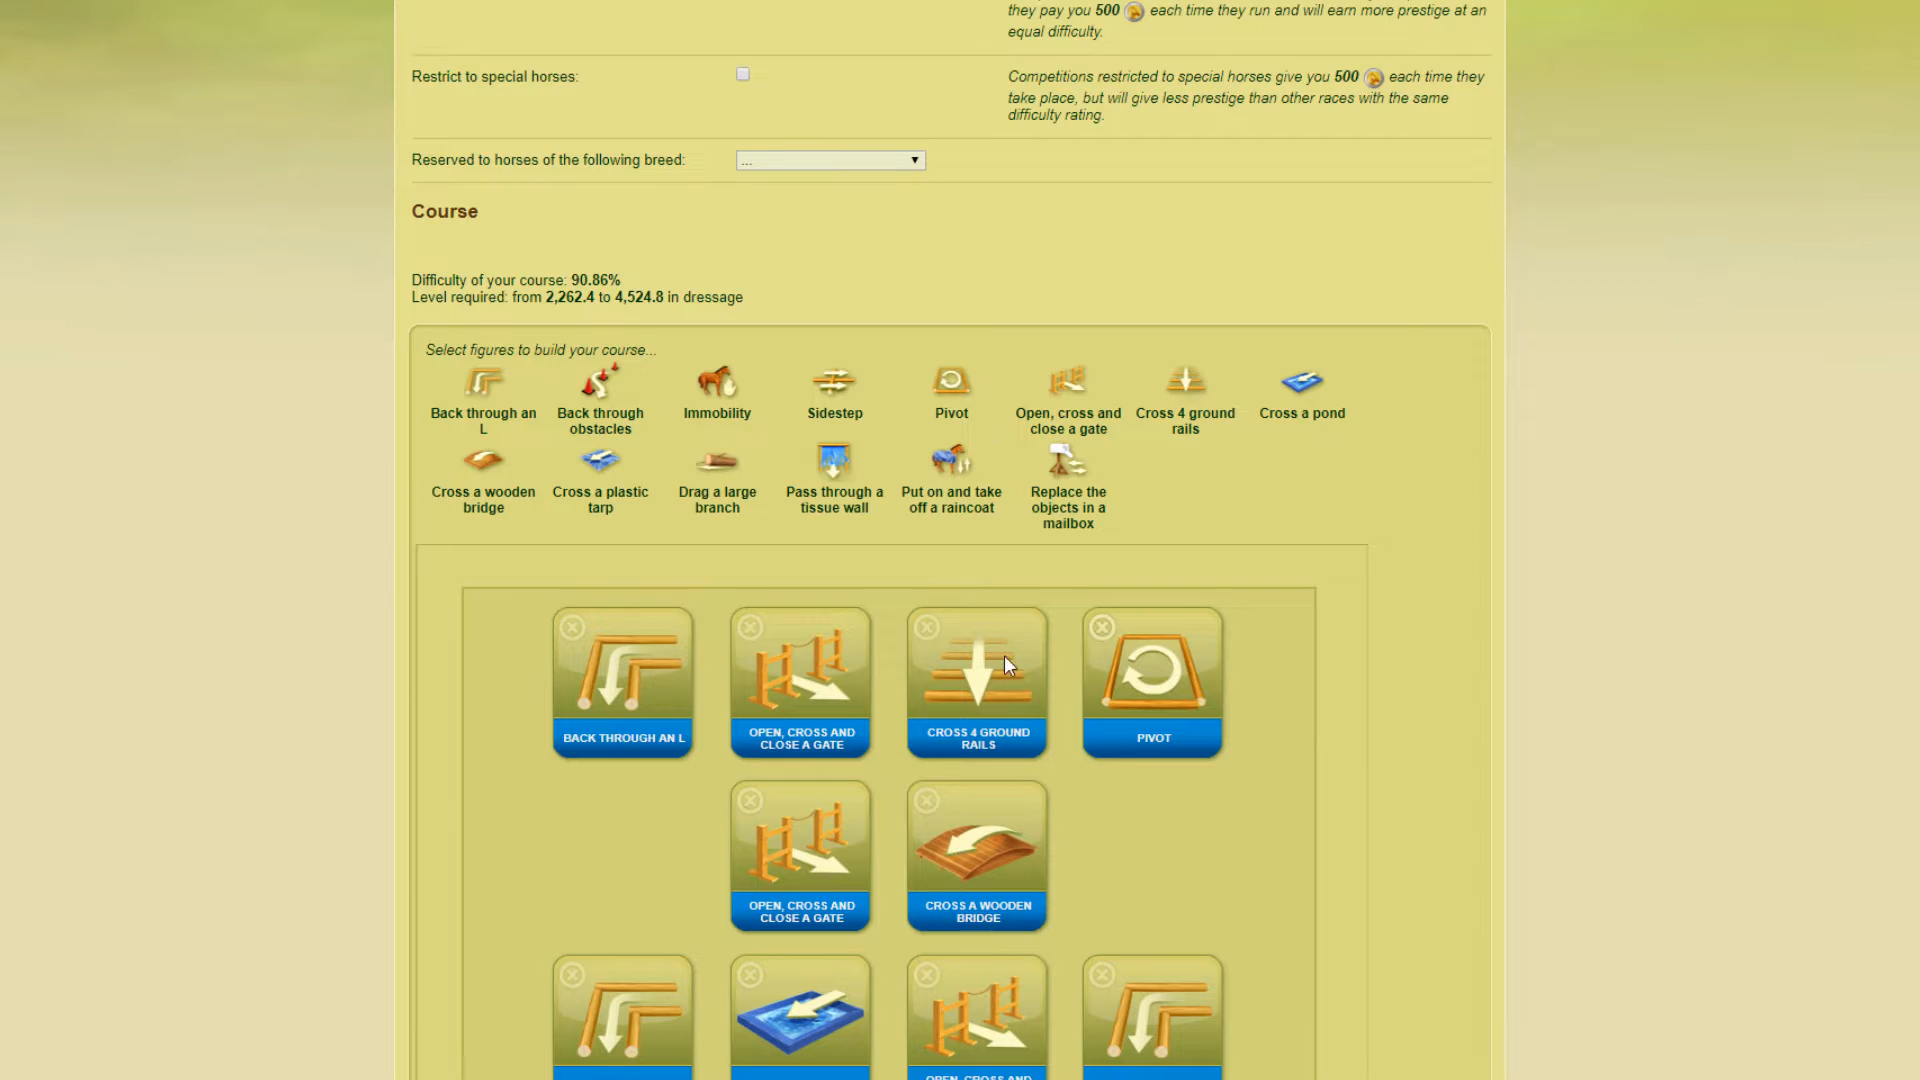 they pay you 500 each time they run and will earn more prestige at an
equal difficulty.
Restrict to special horses:
Competitions restricted to special horses give you 500 each time they
take place, but will give less prestige than other races with the same
difficulty rating.
Reserved to horses of the following breed:
...
Course
Difficulty of your course: 90.86%
Level required: from 2,262.4 to 4,524.8 in dressage
Select figures to build your course...
Back through an
L
Back through
obstacles
Immobility
Sidestep
Pivot
Open, cross and
close a gate
Cross 4 ground
rails
Cross a pond
Cross a wooden
bridge
Cross a plastic
tarp
Drag a large
branch
Pass through a
tissue wall
Put on and take
off a raincoat
Replace the
objects in a
mailbox
BACK THROUGH AN L
OPEN, CROSS AND
CLOSE A GATE
CROSS 4 GROUND
RAILS
PIVOT
OPEN, CROSS AND
CLOSE A GATE
CROSS A WOODEN
BRIDGE
OPEN, CROSS AND